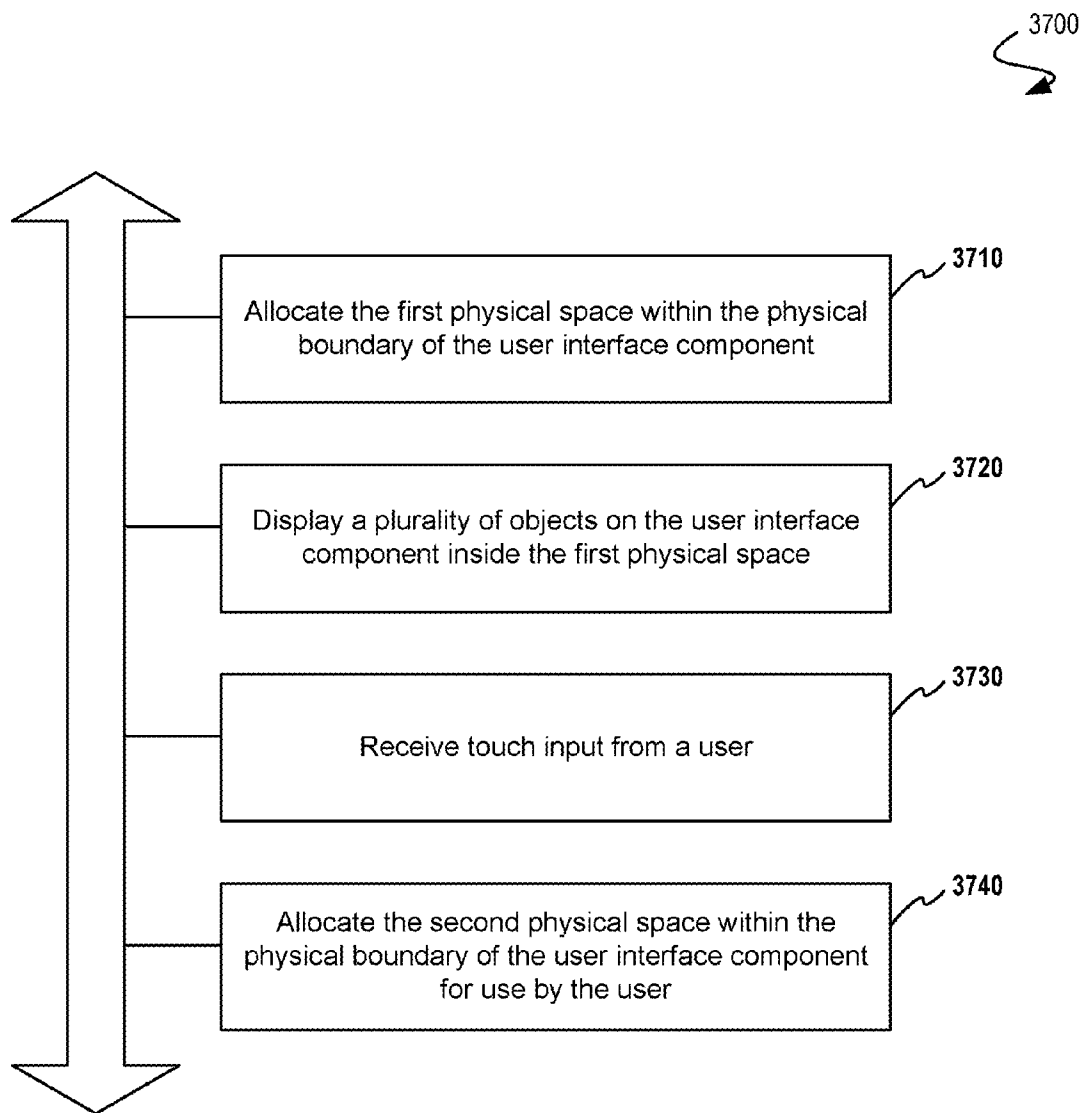 3700
3710
Allocate the first physical space within the physical
boundary of the user interface component
3720
Display a plurality of objects on the user interface
component inside the first physical space
3730
Receive touch input from a user
3740
Allocate the second physical space within the
physical boundary of the user interface component
for use by the user